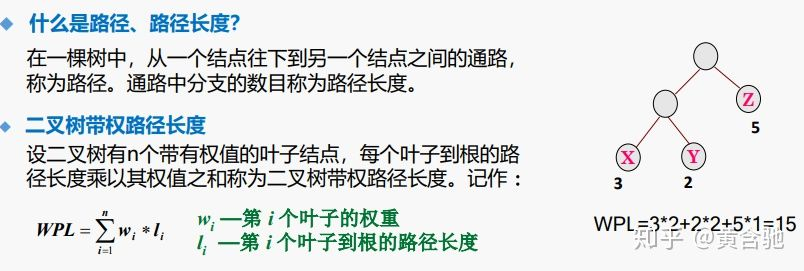 什么是路径、路径长度?
在一棵树中，从一个结点往下到另一个结点之间的通路，
称为路径。通路中分支的数目称为路径长度。
二叉树带权路径长度
设二叉树有n个带有权值的叶子结点，每个叶子到根的路
径长度乘以其权值之和称为二叉树带权路径长度。记作：
WPL = n ∑ i=1 wi * li
wi —第 i 个叶子的权重
li —第 i 个叶子到根的路径长度
Z
5
X
Y
3
2
WPL=3*2+2*2+5*1=15
知乎 @黄含驰